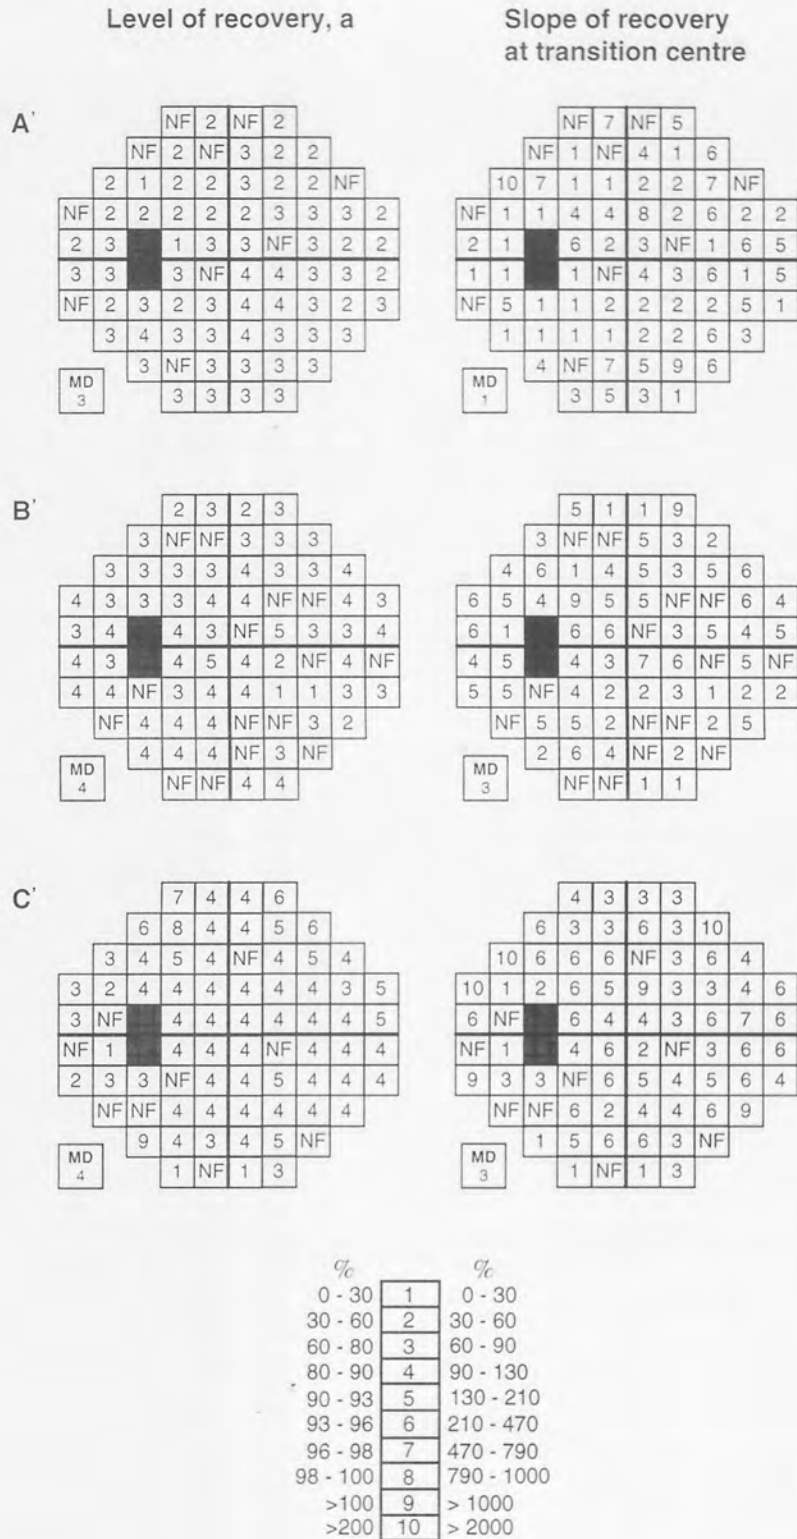 Level of recovery, a
Slope of recovery
at transition centre
A'
NF 2 NF 2
NF 2 NF 3 2 2
2 1 2 2 3 2 2 NF
NF 2 2 2 2 2 3 3 3 2
2 3 1 3 3 NF 3 2 2
3 3 3 NF 4 4 3 3 2
NF 2 3 2 3 4 4 3 2 3
3 4 3 3 4 3 3 3
3 NF 3 3 3 3
3 3 3 3
MD
3
NF 7 NF 5
NF 1 NF 4 1 6
10 7 1 1 2 2 7 NF
NF 1 1 4 4 8 2 6 2 2
2 1 6 2 3 NF 1 6 5
1 1 1 NF 4 3 6 1 5
NF 5 1 1 2 2 2 2 5 1
1 1 1 1 2 2 6 3
4 NF 7 5 9 6
3 5 3 1
MD
1
B'
2 3 2 3
3 NF NF 3 3 3
3 3 3 3 4 3 3 4
4 3 3 3 4 4 NF NF 4 3
3 4 4 3 NF 5 3 3 4
4 3 4 5 4 2 NF 4 NF
4 4 NF 3 4 4 1 1 3 3
NF 4 4 4 NF NF 3 2
4 4 4 NF 3 NF
NF NF 4 4
MD
4
5 1 1 9
3 NF NF 5 3 2
4 6 1 4 5 3 5 6
6 5 4 9 5 5 NF NF 6 4
6 1 6 6 NF 3 5 4 5
4 5 4 3 7 6 NF 5 NF
5 5 NF 4 2 2 3 1 2 2
NF 5 5 2 NF NF 2 5
2 6 4 NF 2 NF
NF NF 1 1
MD
3
C'
7 4 4 6
6 8 4 4 5 6
3 4 5 4 NF 4 5 4
3 2 4 4 4 4 4 4 3 5
3 NF 4 4 4 4 4 4 5
NF 1 4 4 4 NF 4 4 4
2 3 3 NF 4 4 5 4 4 4
NF NF 4 4 4 4 4 4
9 4 3 4 5 NF
1 NF 1 3
MD
4
4 3 3 3
6 3 3 6 3 10
10 6 6 6 NF 3 6 4
10 1 2 6 5 9 3 3 4 6
6 NF 6 4 4 3 6 7 6
NF 1 4 6 2 NF 3 6 6
9 3 3 NF 6 5 4 5 6 4
NF NF 6 2 4 4 6 9
1 5 6 6 3 NF
1 NF 1 3
MD
3
% %
0 - 30 1 0 - 30
30 - 60 2 30 - 60
60 - 80 3 60 - 90
80 - 90 4 90 - 130
90 - 93 5 130 - 210
93 - 96 6 210 - 470
96 - 98 7 470 - 790
98 - 100 8 790 - 1000
>100 9 > 1000
>200 10 > 2000